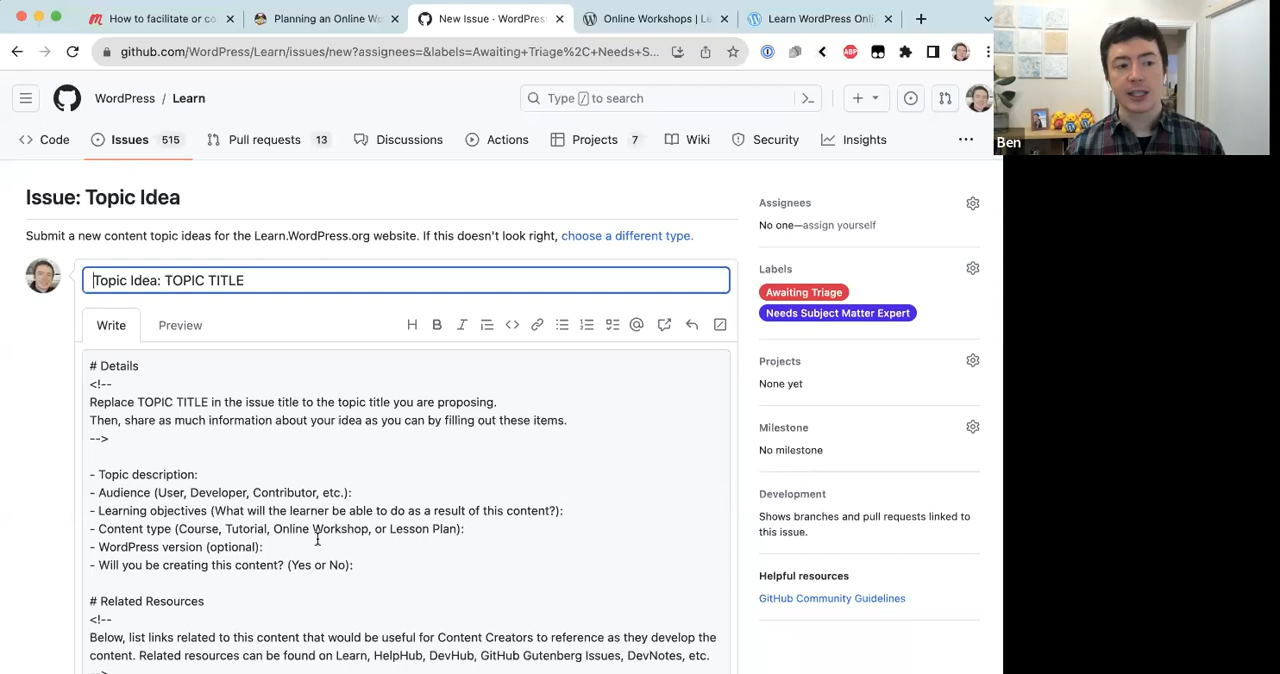 How to facilitate or co
Planning an Online Wo
New Issue · WordPres
Online Workshops | Le
Learn WordPress Onli
github.com/WordPress/Learn/issues/new?assignees=&labels=Awaiting+Triage%2C+Needs+S...
ABP
WordPress / Learn
Type / to search
Code
Issues 515
Pull requests 13
Discussions
Actions
Projects 7
Wiki
Security
Insights
Ben
Issue: Topic Idea
Submit a new content topic ideas for the Learn.WordPress.org website. If this doesn't look right, choose a different type.
Topic Idea: TOPIC TITLE
Write
Preview
# Details
<!--
Replace TOPIC TITLE in the issue title to the topic title you are proposing.
Then, share as much information about your idea as you can by filling out these items.
-->
- Topic description:
- Audience (User, Developer, Contributor, etc.):
- Learning objectives (What will the learner be able to do as a result of this content?):
- Content type (Course, Tutorial, Online Workshop, or Lesson Plan):
- WordPress version (optional):
- Will you be creating this content? (Yes or No):
# Related Resources
<!--
Below, list links related to this content that would be useful for Content Creators to reference as they develop the
content. Related resources can be found on Learn, HelpHub, DevHub, GitHub Gutenberg Issues, DevNotes, etc.
-->
Assignees
No one—assign yourself
Labels
Awaiting Triage
Needs Subject Matter Expert
Projects
None yet
Milestone
No milestone
Development
Shows branches and pull requests linked to
this issue.
Helpful resources
GitHub Community Guidelines